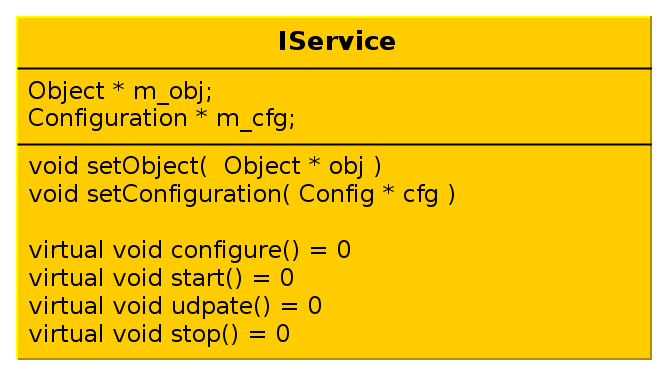 IService
Object * m_obj;
Configuration * m_cfg;
void setObject(  Object * obj )
void setConfiguration( Config * cfg )
virtual void configure() = 0
virtual void start() = 0
virtual void udpate() = 0
virtual void stop() = 0